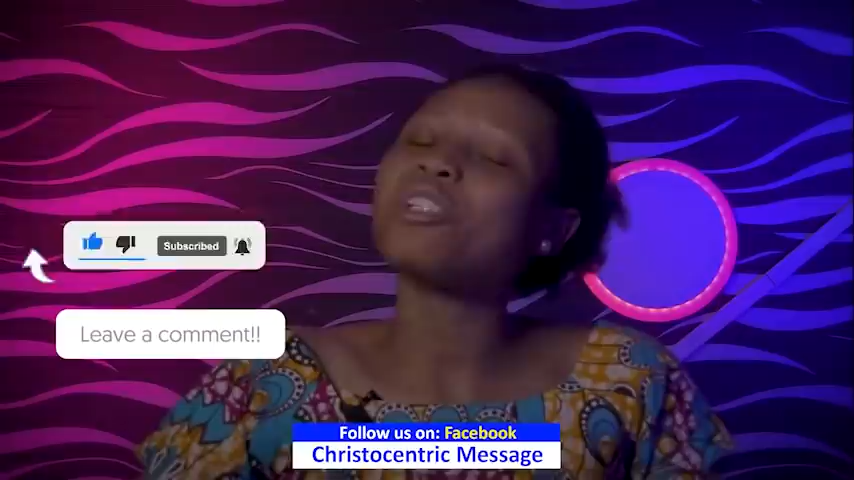 Subscribed
Leave a comment!!
Follow us on: Facebook
Christocentric Message